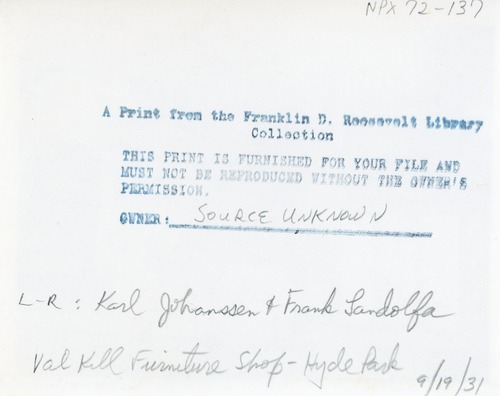 NPX 72-137
A Print from the Franklin D. Roosevelt Library
Collection
THIS PRINT IS FURNISHED FOR YOUR FILE AND
MUST NOT BE REPRODUCED WITHOUT THE OWNER'S
PERMISSION.
OWNER: SOURCE UNKNOWN
L-R: Karl Johanssen & Frank Landolfa
Val Kill Furniture Shop - Hyde Park
9/19/31